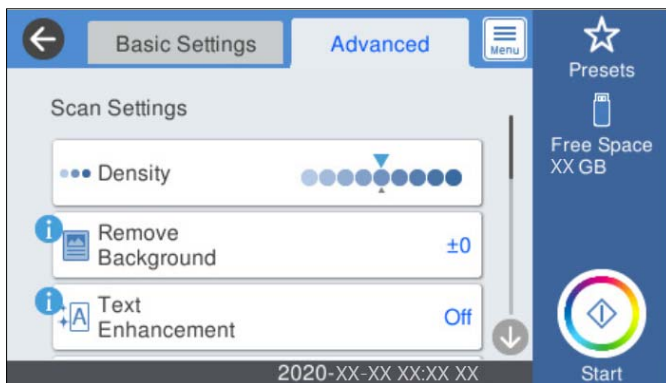 Basic Settings
Advanced
Menu
Presets
Scan Settings
Free Space
XX GB
Density
Remove
Background
±0
Text
Enhancement
Off
A
2020-XX-XX XX:XX XX
Start